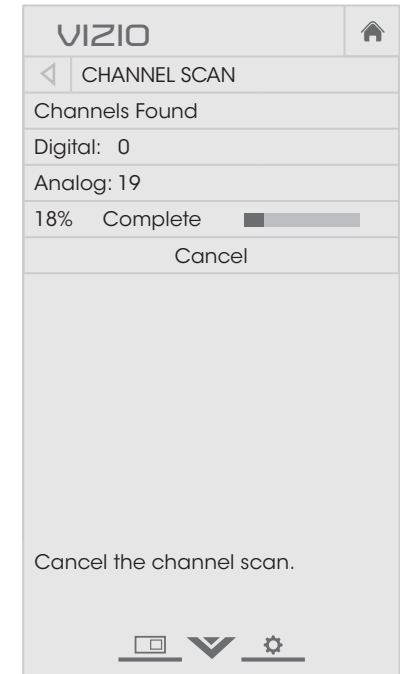 VIZIO
CHANNEL SCAN
Channels Found
Digital: 0
Analog: 19
18% Complete
Cancel
Cancel the channel scan.